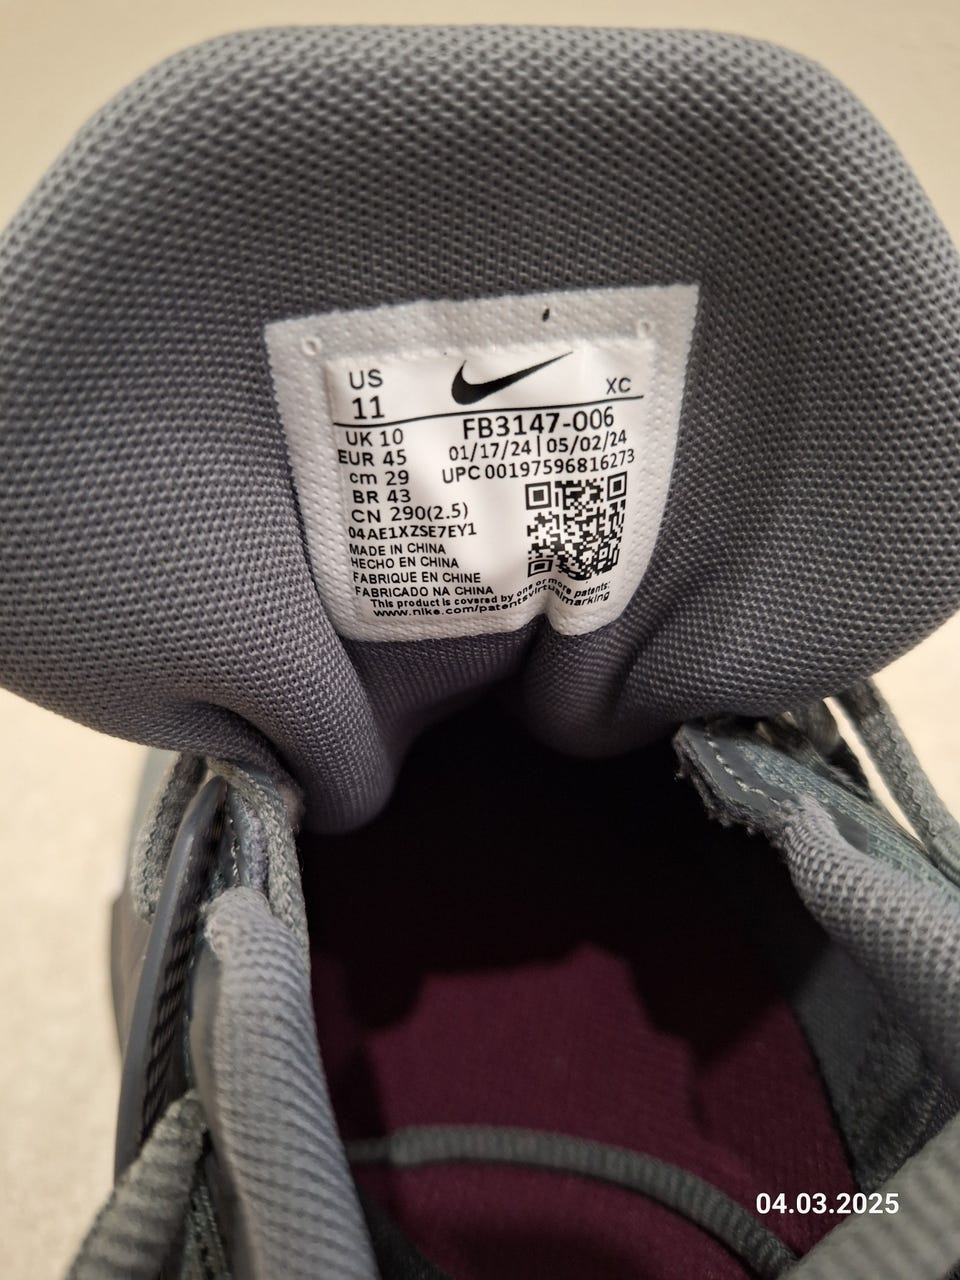 US
11
XC
UK 10
EUR 45
cm 29
BR 43
CN 290(2.5)
04AE1XZSE7EY1
FB3147-006
01/17/24 | 05/02/24
UPC 00197596816273
MADE IN CHINA
HECHO EN CHINA
FABRIQUE EN CHINE
FABRICADO NA CHINA
This product is covered by one or more patents:
www.nike.com/patentsvirtualmarking
04.03.2025